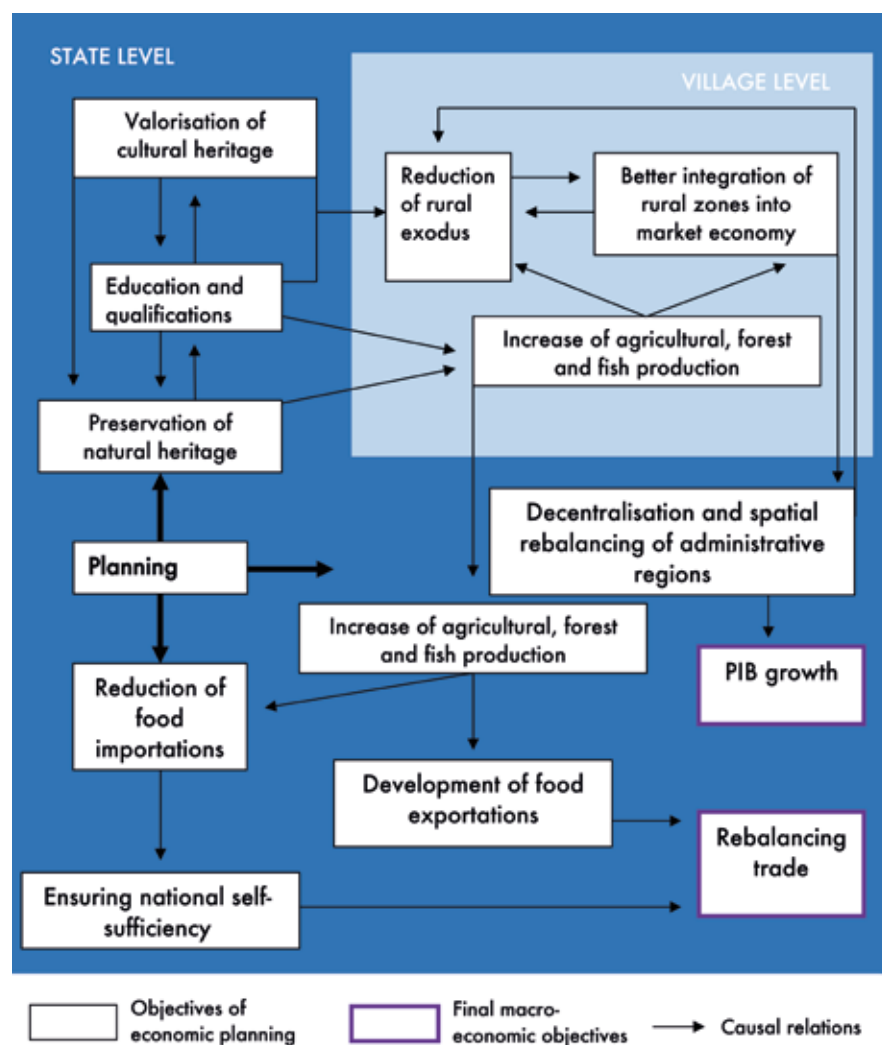 STATE LEVEL
VILLAGE LEVEL
Valorisation of
cultural heritage
Reduction
of rural
exodus
Better integration of
rural zones into
market economy
Education and
qualifications
Increase of agricultural, forest
and fish production
Preservation of
natural heritage
Decentralisation and spatial
rebalancing of administrative
regions
Planning
Increase of agricultural, forest
and fish production
PIB growth
Reduction of
food
importations
Development of food
exportations
Rebalancing
trade
Ensuring national self-
sufficiency
Objectives of
economic planning
Final macro-
economic objectives
Causal relations